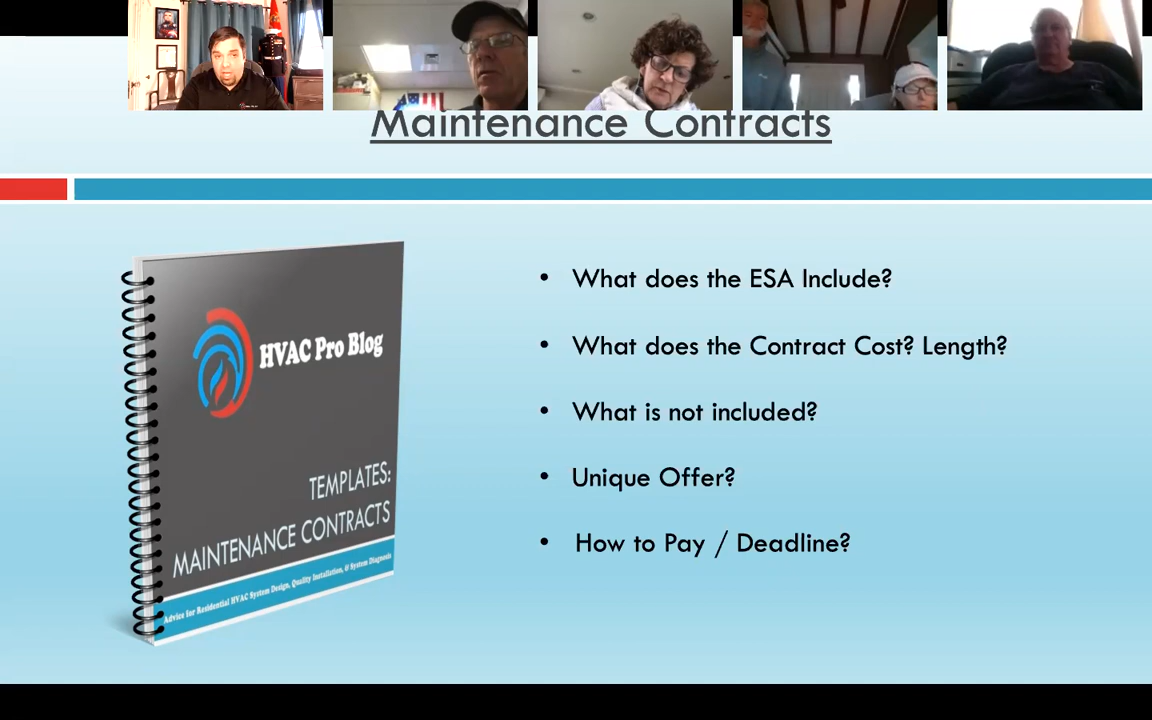 Maintenance Contracts
HVAC Pro Blog
TEMPLATES:
MAINTENANCE CONTRACTS
Advice for Residential HVAC System Design, Quality Installation, & System Diagnosis
• What does the ESA Include?
• What does the Contract Cost? Length?
• What is not included?
• Unique Offer?
• How to Pay / Deadline?